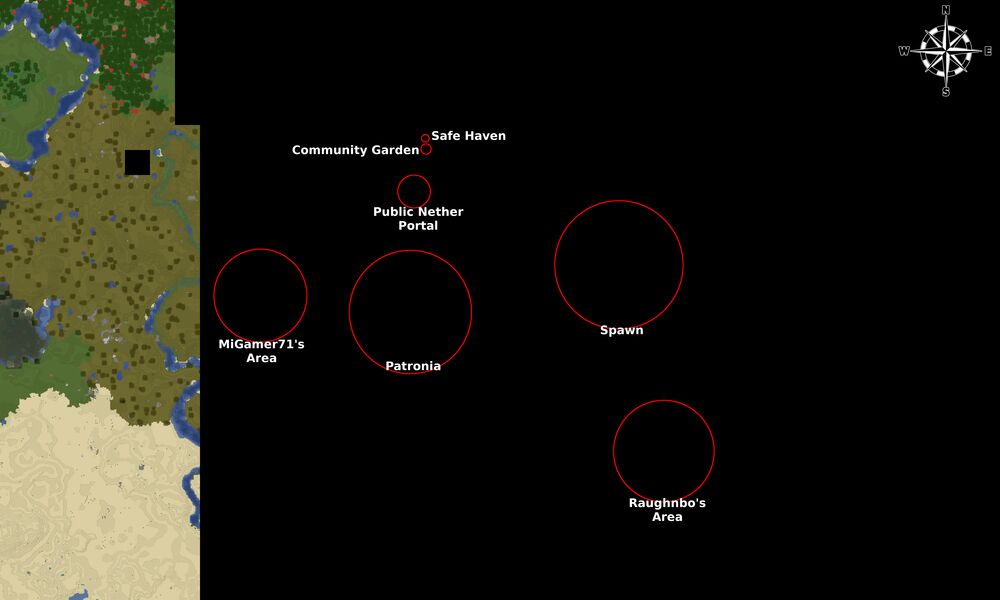 N
W
E
S
Safe Haven
Community Garden
Public Nether
Portal
MiGamer71's
Area
Patronia
Spawn
Raughnbo's
Area